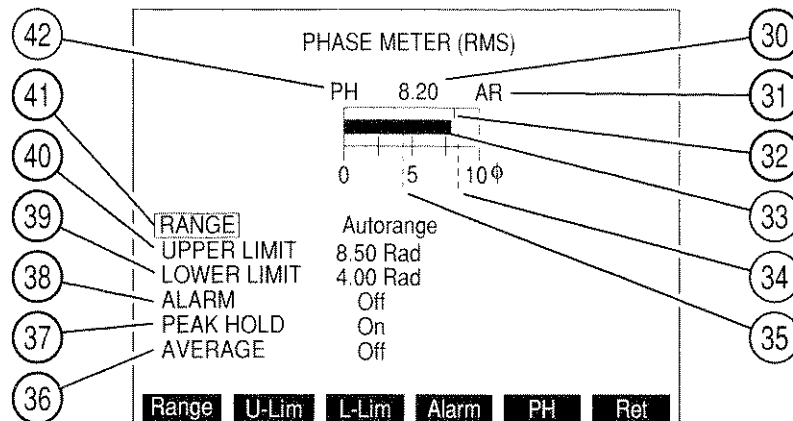 42
PHASE METER (RMS)
30
41
PH 8.20 AR
31
40
32
39
0 5 10 ϕ
33
RANGE Autorange
UPPER LIMIT 8.50 Rad
34
38
LOWER LIMIT 4.00 Rad
ALARM Off
37
PEAK HOLD On
35
AVERAGE Off
36
Range U-Lim L-Lim Alarm PH Ret